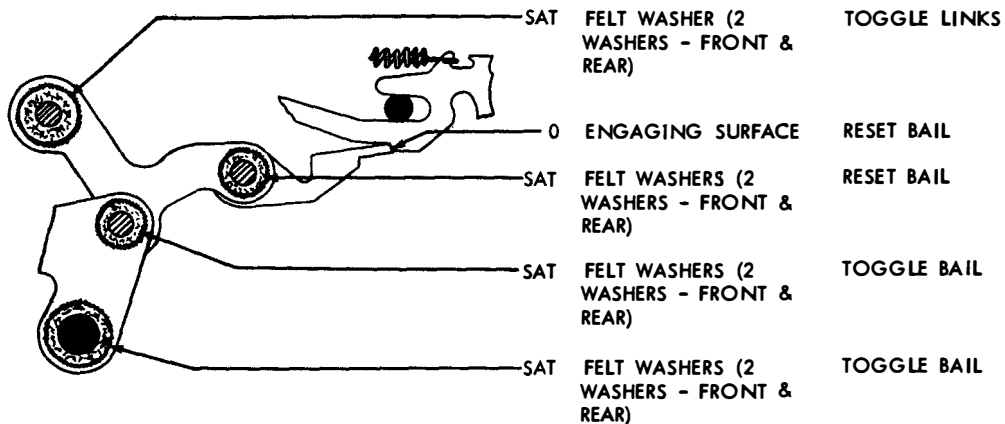 SAT FELT WASHER (2 TOGGLE LINKS
WASHERS - FRONT &
REAR)
O ENGAGING SURFACE RESET BAIL
SAT FELT WASHERS (2 RESET BAIL
WASHERS - FRONT &
REAR)
SAT FELT WASHERS (2 TOGGLE BAIL
WASHERS - FRONT &
REAR)
SAT FELT WASHERS (2 TOGGLE BAIL
WASHERS - FRONT &
REAR)